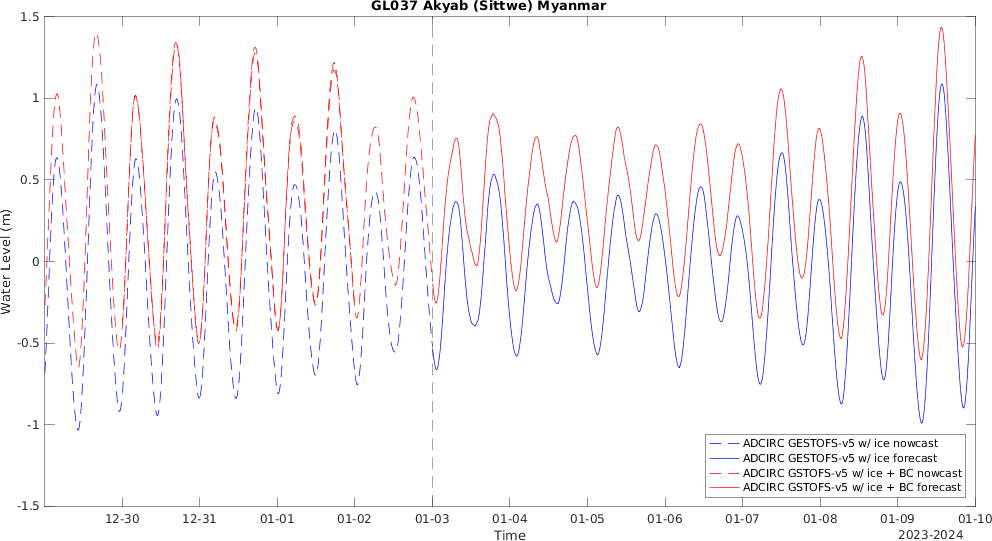 GL037 Akyab (Sittwe) Myanmar
1.5
1
0.5
0
-0.5
-1
-1.5
Water Level (m)
12-30
12-31
01-01
01-02
01-03
01-04
01-05
01-06
01-07
01-08
01-09
01-10
Time
2023-2024
ADCIRC GESTOFS-v5 w/ ice nowcast
ADCIRC GESTOFS-v5 w/ ice forecast
ADCIRC GSTOFS-v5 w/ ice + BC nowcast
ADCIRC GSTOFS-v5 w/ ice + BC forecast